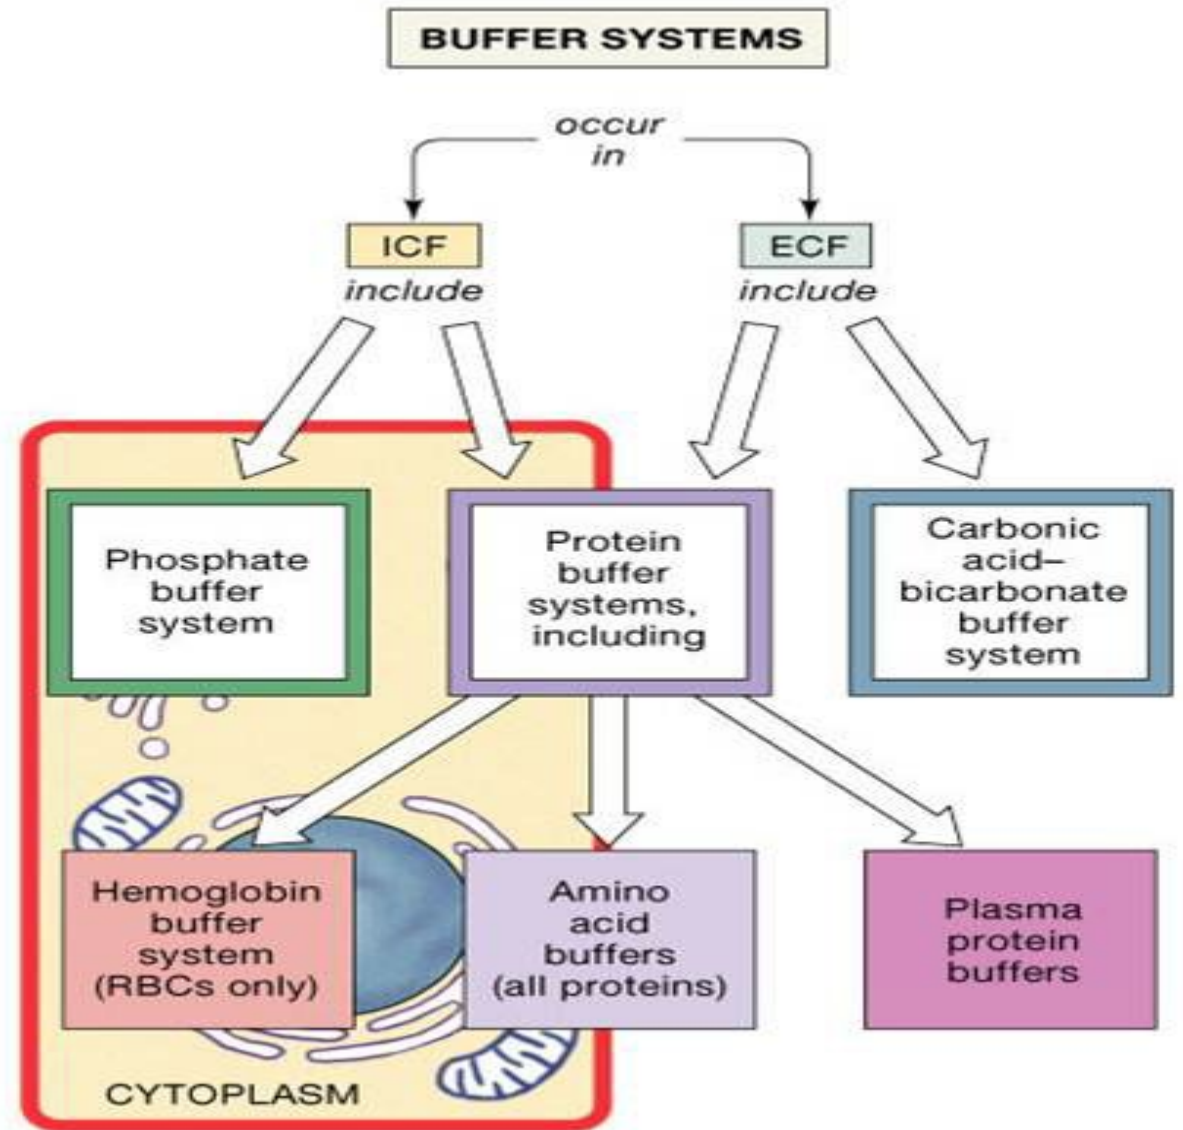 BUFFER SYSTEMS
occur
in
ICF
ECF
include
include
Phosphate
buffer
system
Protein
buffer
systems,
including
Carbonic
acid–
bicarbonate
buffer
system
Hemoglobin
buffer
system
(RBCs only)
Amino
acid
buffers
(all proteins)
Plasma
protein
buffers
CYTOPLASM